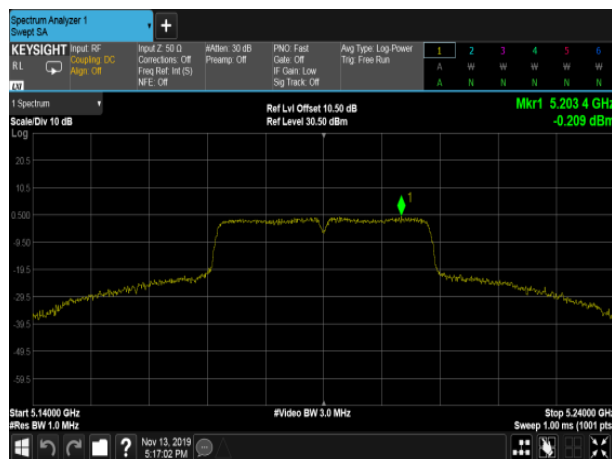 Spectrum Analyzer 1
Swept SA
+
KEYSIGHT
RL
LXI
Input: RF
Coupling: DC
Align: Off
Input Z: 50 Ω
Corrections: Off
Freq Ref: Int (S)
NFE: Off
#Atten: 30 dB
Preamp: Off
PNO: Fast
Gate: Off
IF Gain: Low
Sig Track: Off
Avg Type: Log-Power
Trig: Free Run
1 2 3 4 5 6
A W W W W W
A N N N N N
1 Spectrum
Scale/Div 10 dB
Ref Lvl Offset 10.50 dB
Ref Level 30.50 dBm
Mkr1 5.203 4 GHz
-0.209 dBm
Log
20.5
10.5
0.500
-9.50
-19.5
-29.5
-39.5
-49.5
-59.5
1
Start 5.14000 GHz
#Res BW 1.0 MHz
#Video BW 3.0 MHz
Stop 5.24000 GHz
Sweep 1.00 ms (1001 pts
?
Nov 13, 2019
5:17:02 PM